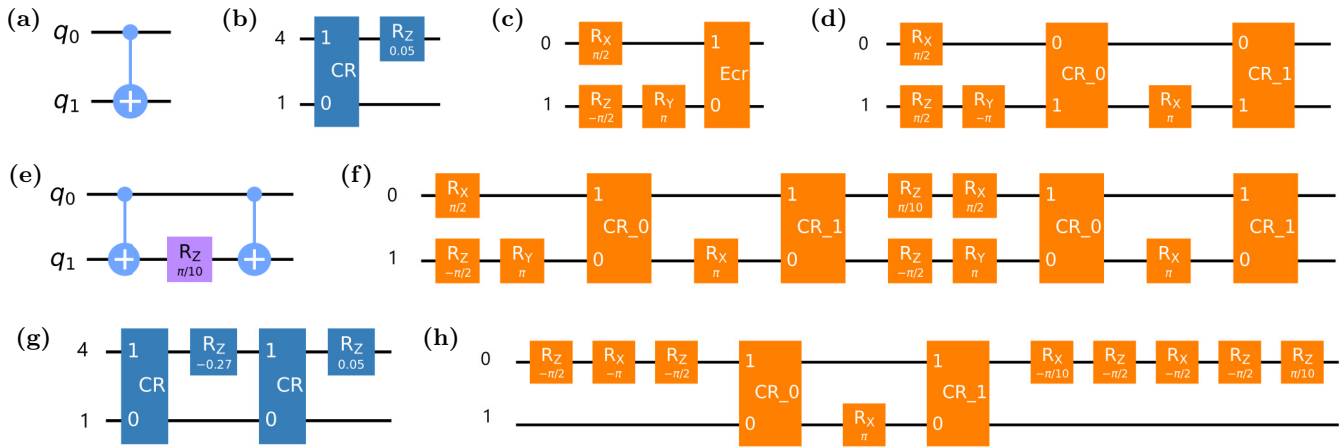 (a)
q0
q1
(b)
4 1 RZ 0.05
CR
1 0
(c)
0 RX π/2 1
Ecr
1 RZ −π/2 RY π 0
(d)
0 RX π/2 0 0
CR_0 CR_1
1 RZ π/2 RY −π 1 RX π 1
(e)
q0
q1 RZ π/10
(f)
0 RX π/2 1 1 RZ π/10 RX π/2 1 1
CR_0 CR_1 CR_0 CR_1
1 RZ −π/2 RY π 0 RX π 0 RZ −π/2 RY π 0 RX π 0
(g)
4 1 RZ −0.27 1 RZ 0.05
CR CR
1 0 0
(h)
0 RZ −π/2 RX −π RZ −π/2 1 1 RX −π/10 RZ −π/2 RX −π/2 RZ −π/2 RZ π/10
CR_0 CR_1
1 0 RX π 0